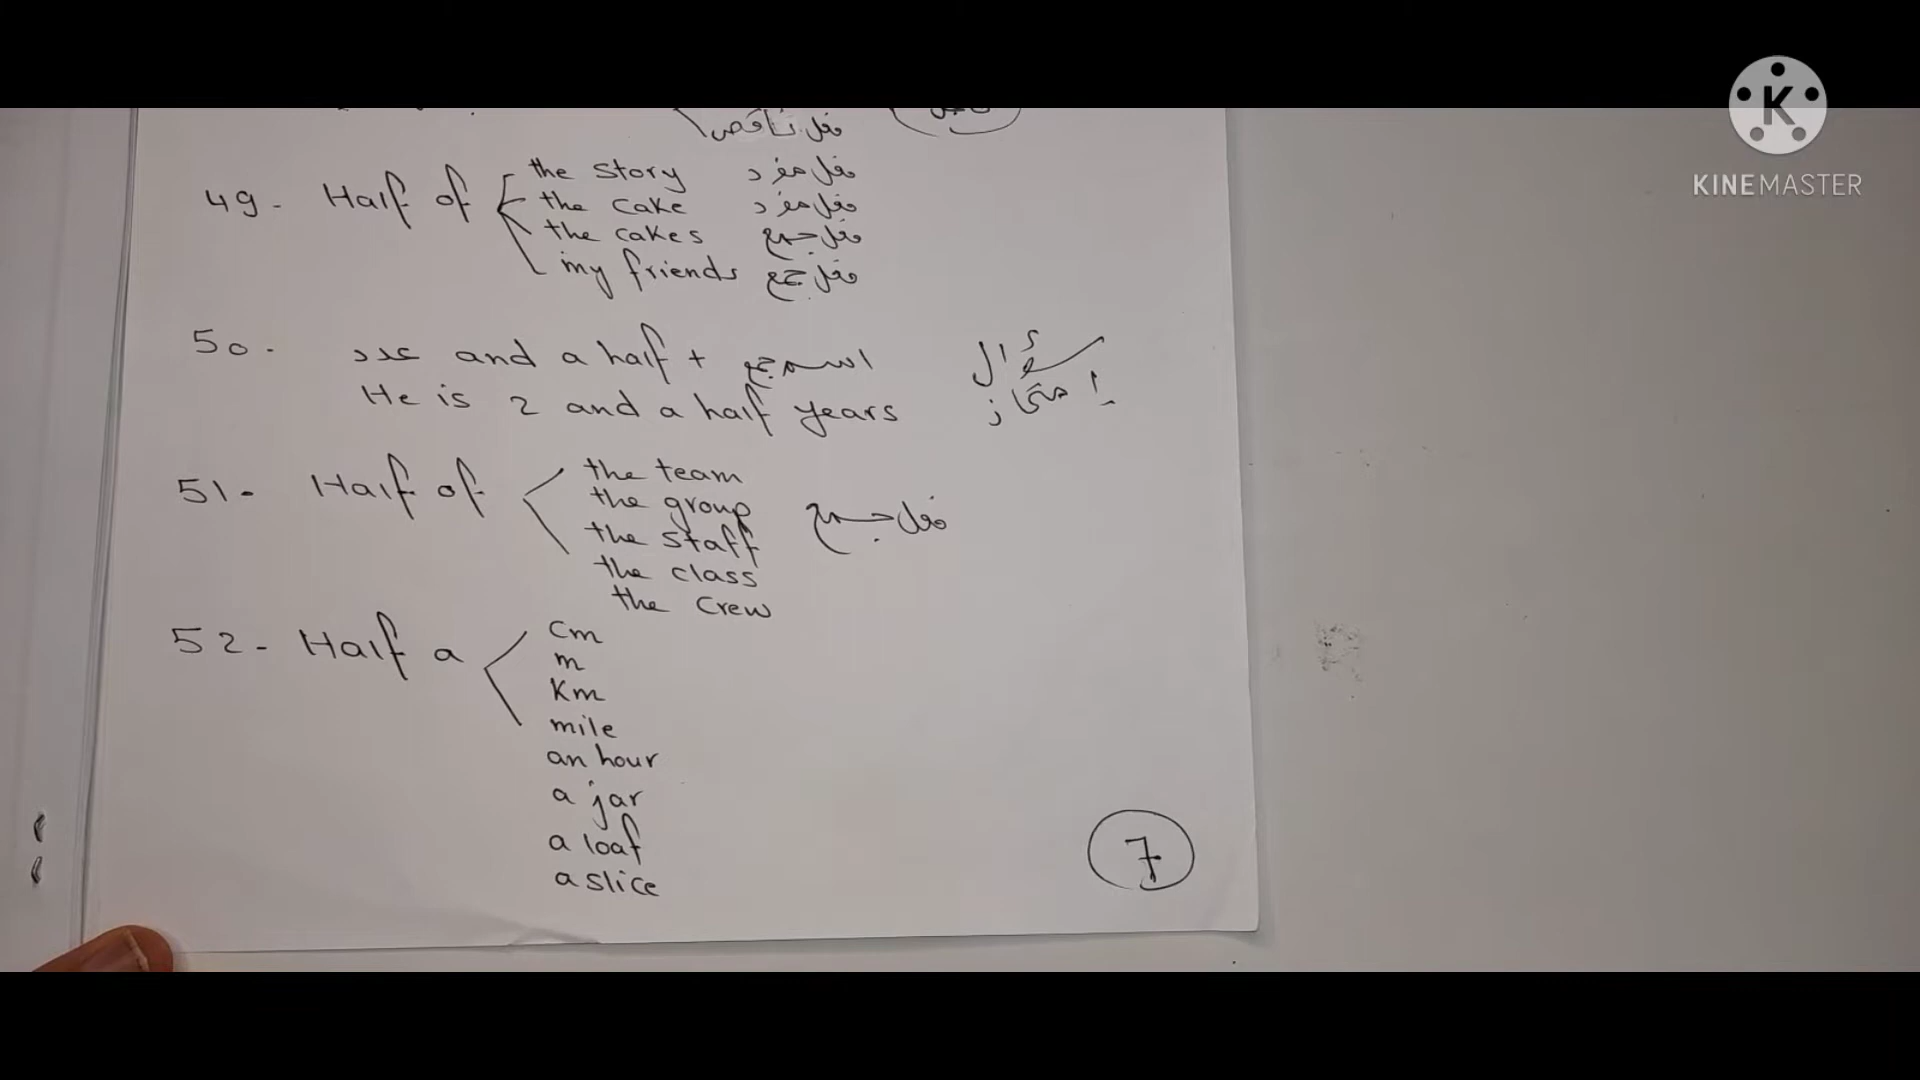 KINEMASTER
فعل ناقص
49- Half of the story فعل مفرد
the cake فعل مفرد
the cakes فعل جمع
my friends فعل جمع
50- عدد and a half + اسم جمع سؤال
He is 2 and a half years إمتحان
51- Half of the team
the group فعل جمع
the staff
the class
the crew
52- Half a cm
m
Km
mile
an hour
a jar
a loaf
a slice
7